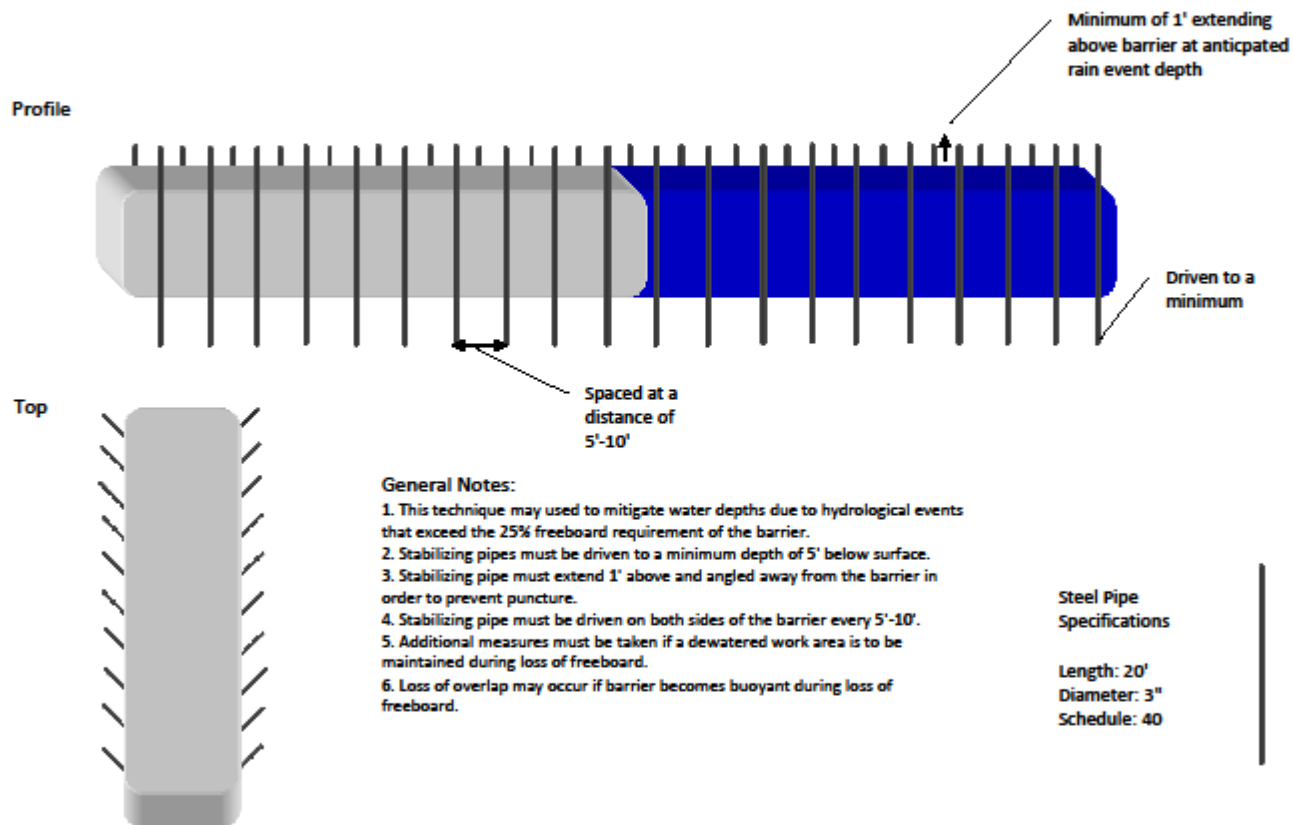 Minimum of 1' extending
above barrier at anticpated
rain event depth
Profile
Driven to a
minimum
Spaced at a
distance of
5'-10'
Top
General Notes:
1. This technique may used to mitigate water depths due to hydrological events
that exceed the 25% freeboard requirement of the barrier.
2. Stabilizing pipes must be driven to a minimum depth of 5' below surface.
3. Stabilizing pipe must extend 1' above and angled away from the barrier in
order to prevent puncture.
4. Stabilizing pipe must be driven on both sides of the barrier every 5'-10'.
5. Additional measures must be taken if a dewatered work area is to be
maintained during loss of freeboard.
6. Loss of overlap may occur if barrier becomes buoyant during loss of
freeboard.
Steel Pipe
Specifications
Length: 20'
Diameter: 3"
Schedule: 40